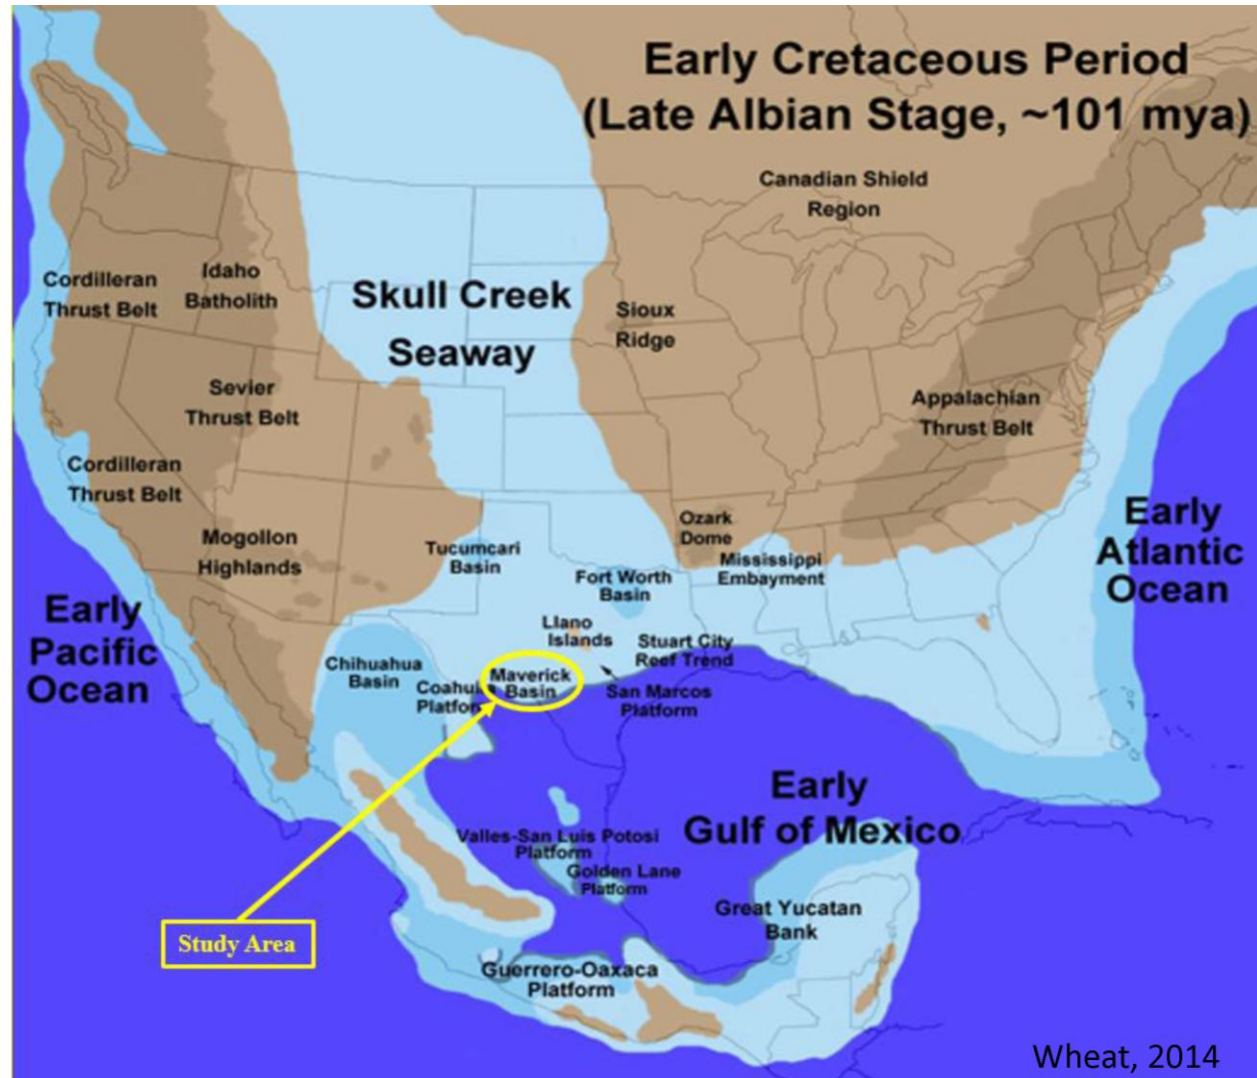 Early Cretaceous Period
(Late Albian Stage, ~101 mya)
Canadian Shield
Region
Cordilleran
Thrust Belt
Idaho
Batholith
Skull Creek
Seaway
Sioux
Ridge
Sevier
Thrust Belt
Appalachian
Thrust Belt
Cordilleran
Thrust Belt
Mogollon
Highlands
Tucumcari
Basin
Ozark
Dome
Mississippi
Embayment
Fort Worth
Basin
Early
Atlantic
Ocean
Early
Pacific
Ocean
Llano
Islands
Stuart City
Reef Trend
Chihuahua
Basin
Coahui
Platfor
Maverick
Basin
San Marcos
Platform
Early
Gulf of Mexico
Valles-San Luis Potosi
Platform
Golden Lane
Platform
Great Yucatan
Bank
Study Area
Guerrero-Oaxaca
Platform
Wheat, 2014